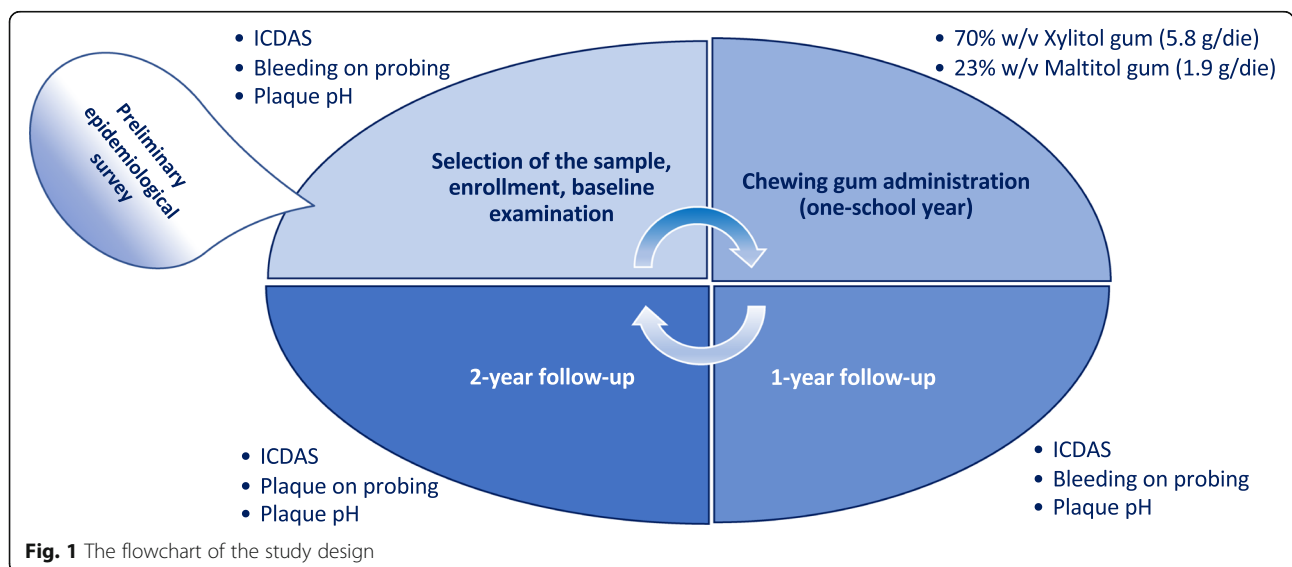 • ICDAS
• Bleeding on probing
• Plaque pH
• 70% w/v Xylitol gum (5.8 g/die)
• 23% w/v Maltitol gum (1.9 g/die)
Preliminary
epidemiological
survey
Selection of the sample,
enrollment, baseline
examination
Chewing gum administration
(one-school year)
2-year follow-up
1-year follow-up
• ICDAS
• Plaque on probing
• Plaque pH
• ICDAS
• Bleeding on probing
• Plaque pH
Fig. 1 The flowchart of the study design